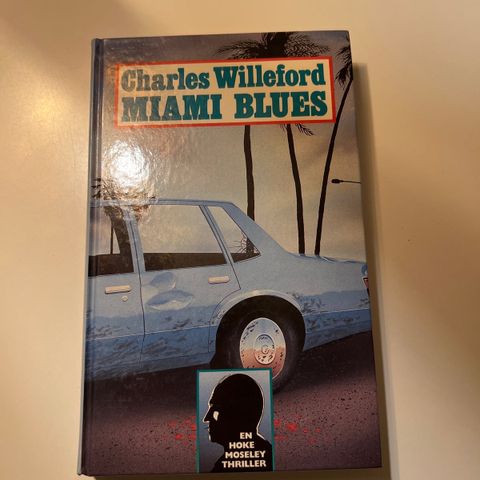 Charles Willeford
MIAMI BLUES
EN
HOKE
MOSELEY
THRILLER